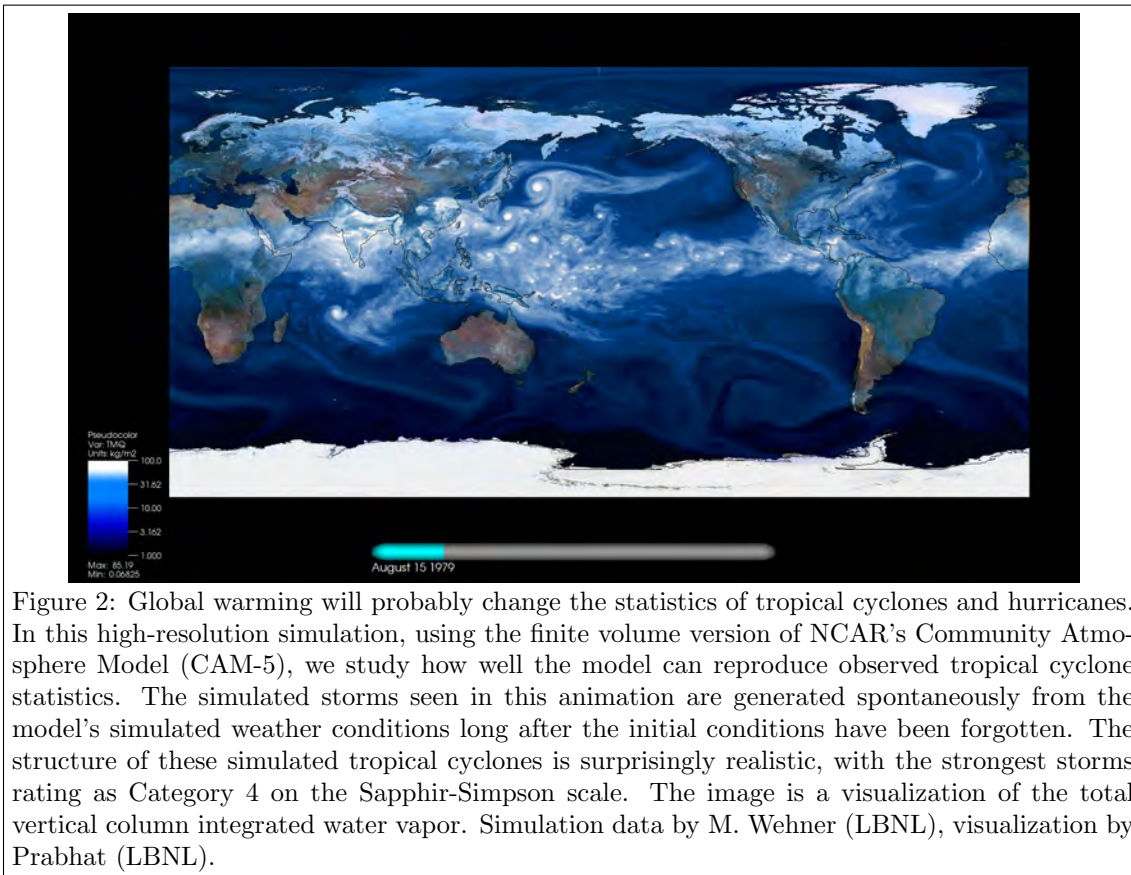 Pseudocolor
Var: TMQ
Units: kg/m2
100.0
31.62
10.00
3.162
1.000
Max: 85.19
Min: 0.06825
August 15 1979
Figure 2: Global warming will probably change the statistics of tropical cyclones and hurricanes.
In this high-resolution simulation, using the finite volume version of NCAR's Community Atmo-
sphere Model (CAM-5), we study how well the model can reproduce observed tropical cyclone
statistics. The simulated storms seen in this animation are generated spontaneously from the
model's simulated weather conditions long after the initial conditions have been forgotten. The
structure of these simulated tropical cyclones is surprisingly realistic, with the strongest storms
rating as Category 4 on the Sapphir-Simpson scale. The image is a visualization of the total
vertical column integrated water vapor. Simulation data by M. Wehner (LBNL), visualization by
Prabhat (LBNL).